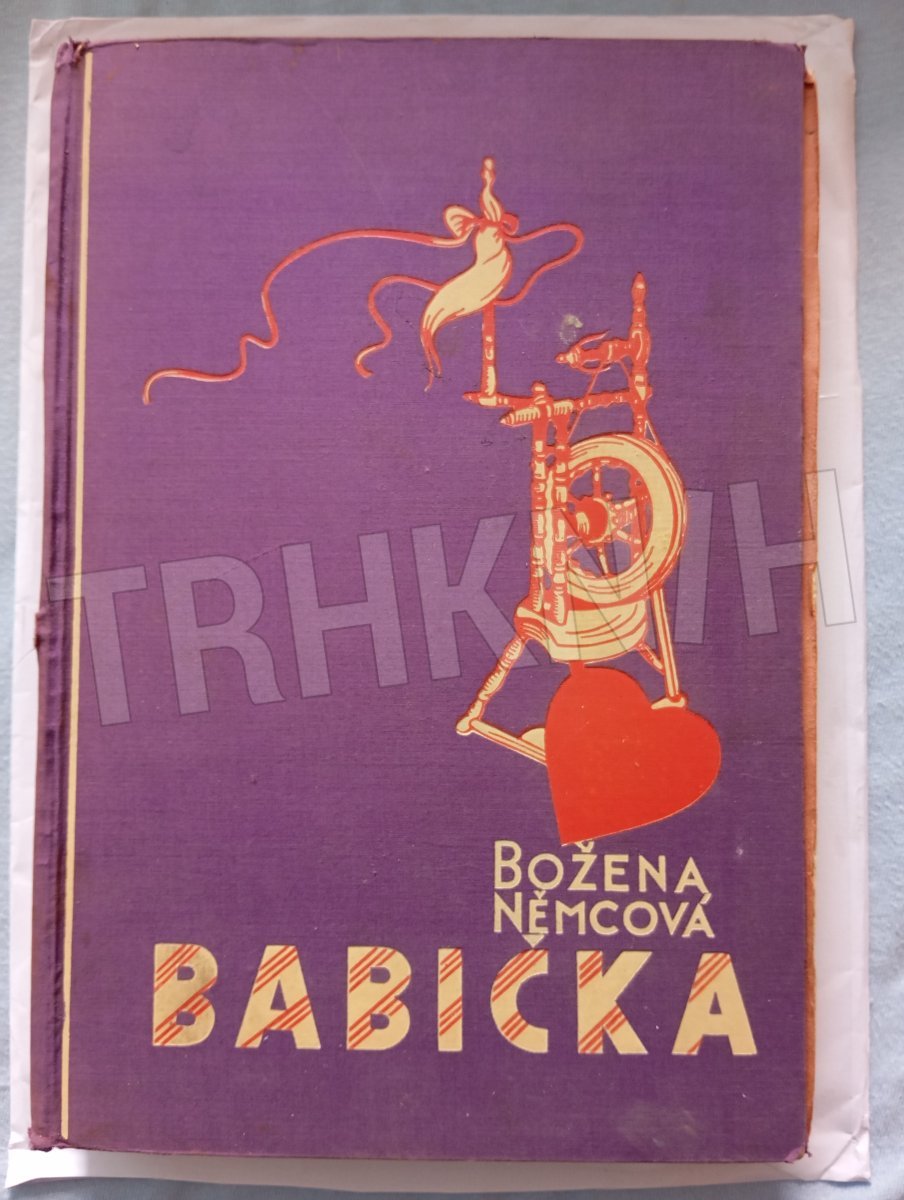 TRHKNIH
BOŽENA
NĚMCOVÁ
BABIČKA